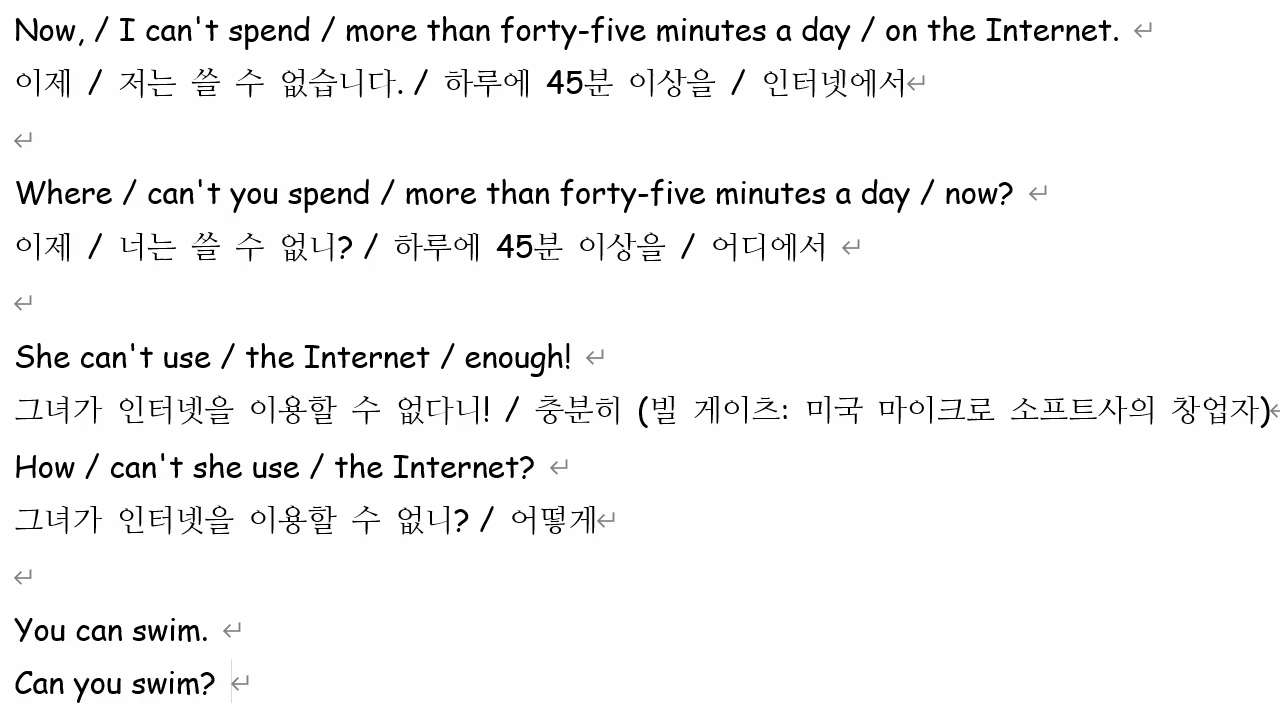 Now, / I can't spend / more than forty-five minutes a day / on the Internet. ↵
이제 / 저는 쓸 수 없습니다. / 하루에 45분 이상을 / 인터넷에서↵
↵
Where / can't you spend / more than forty-five minutes a day / now? ↵
이제 / 너는 쓸 수 없니? / 하루에 45분 이상을 / 어디에서 ↵
↵
She can't use / the Internet / enough! ↵
그녀가 인터넷을 이용할 수 없다니! / 충분히 (빌 게이츠: 미국 마이크로 소프트사의 창업자)↵
How / can't she use / the Internet? ↵
그녀가 인터넷을 이용할 수 없니? / 어떻게↵
↵
You can swim. ↵
Can you swim? ↵